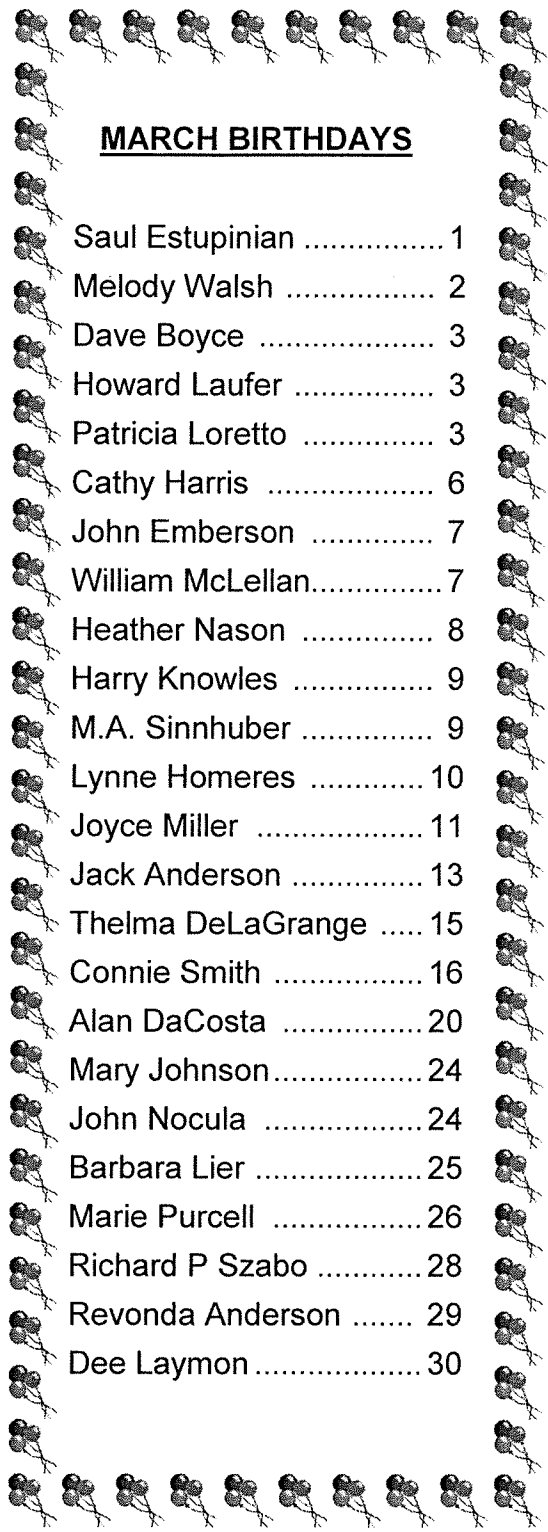 MARCH BIRTHDAYS
Saul Estupinian ................ 1
Melody Walsh ................. 2
Dave Boyce .................... 3
Howard Laufer ................ 3
Patricia Loretto ............... 3
Cathy Harris ................... 6
John Emberson .............. 7
William McLellan............... 7
Heather Nason ............... 8
Harry Knowles ................ 9
M.A. Sinnhuber ............... 9
Lynne Homeres ............. 10
Joyce Miller ................... 11
Jack Anderson ............... 13
Thelma DeLaGrange ..... 15
Connie Smith ................. 16
Alan DaCosta ................ 20
Mary Johnson................. 24
John Nocula .................. 24
Barbara Lier ................... 25
Marie Purcell ................. 26
Richard P Szabo ............ 28
Revonda Anderson ....... 29
Dee Laymon ................... 30